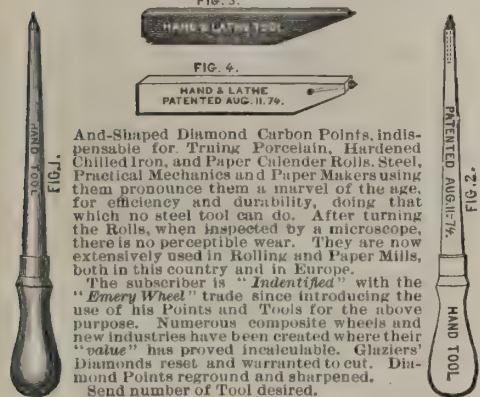 FIG. 3.
HAND & LATHE TOOL
FIG. 4.
HAND & LATHE
PATENTED AUG. 11. 74.
HAND TOOL
FIG. 1.
And-Shaped Diamond Carbon Points, indis-
pensable for Truing Porcelain, Hardened
Chilled Iron, and Paper Calender Rolls. Steel,
Practical Mechanics and Paper Makers using
them pronounce them a marvel of the age,
for efficiency and durability, doing that
which no steel tool can do. After turning
the Rolls, when inspected by a microscope,
there is no perceptible wear. They are now
extensively used in Rolling and Paper Mills,
both in this country and in Europe.
The subscriber is "Indentified" with the
"Emery Wheel" trade since introducing the
use of his Points and Tools for the above
purpose. Numerous composite wheels and
new industries have been created where their
"value" has proved incalculable. Glaziers'
Diamonds reset and warranted to cut. Dia-
mond Points reground and sharpened.
Send number of Tool desired.
PATENTED AUG. 11. 74.
FIG. 2.
HAND TOOL